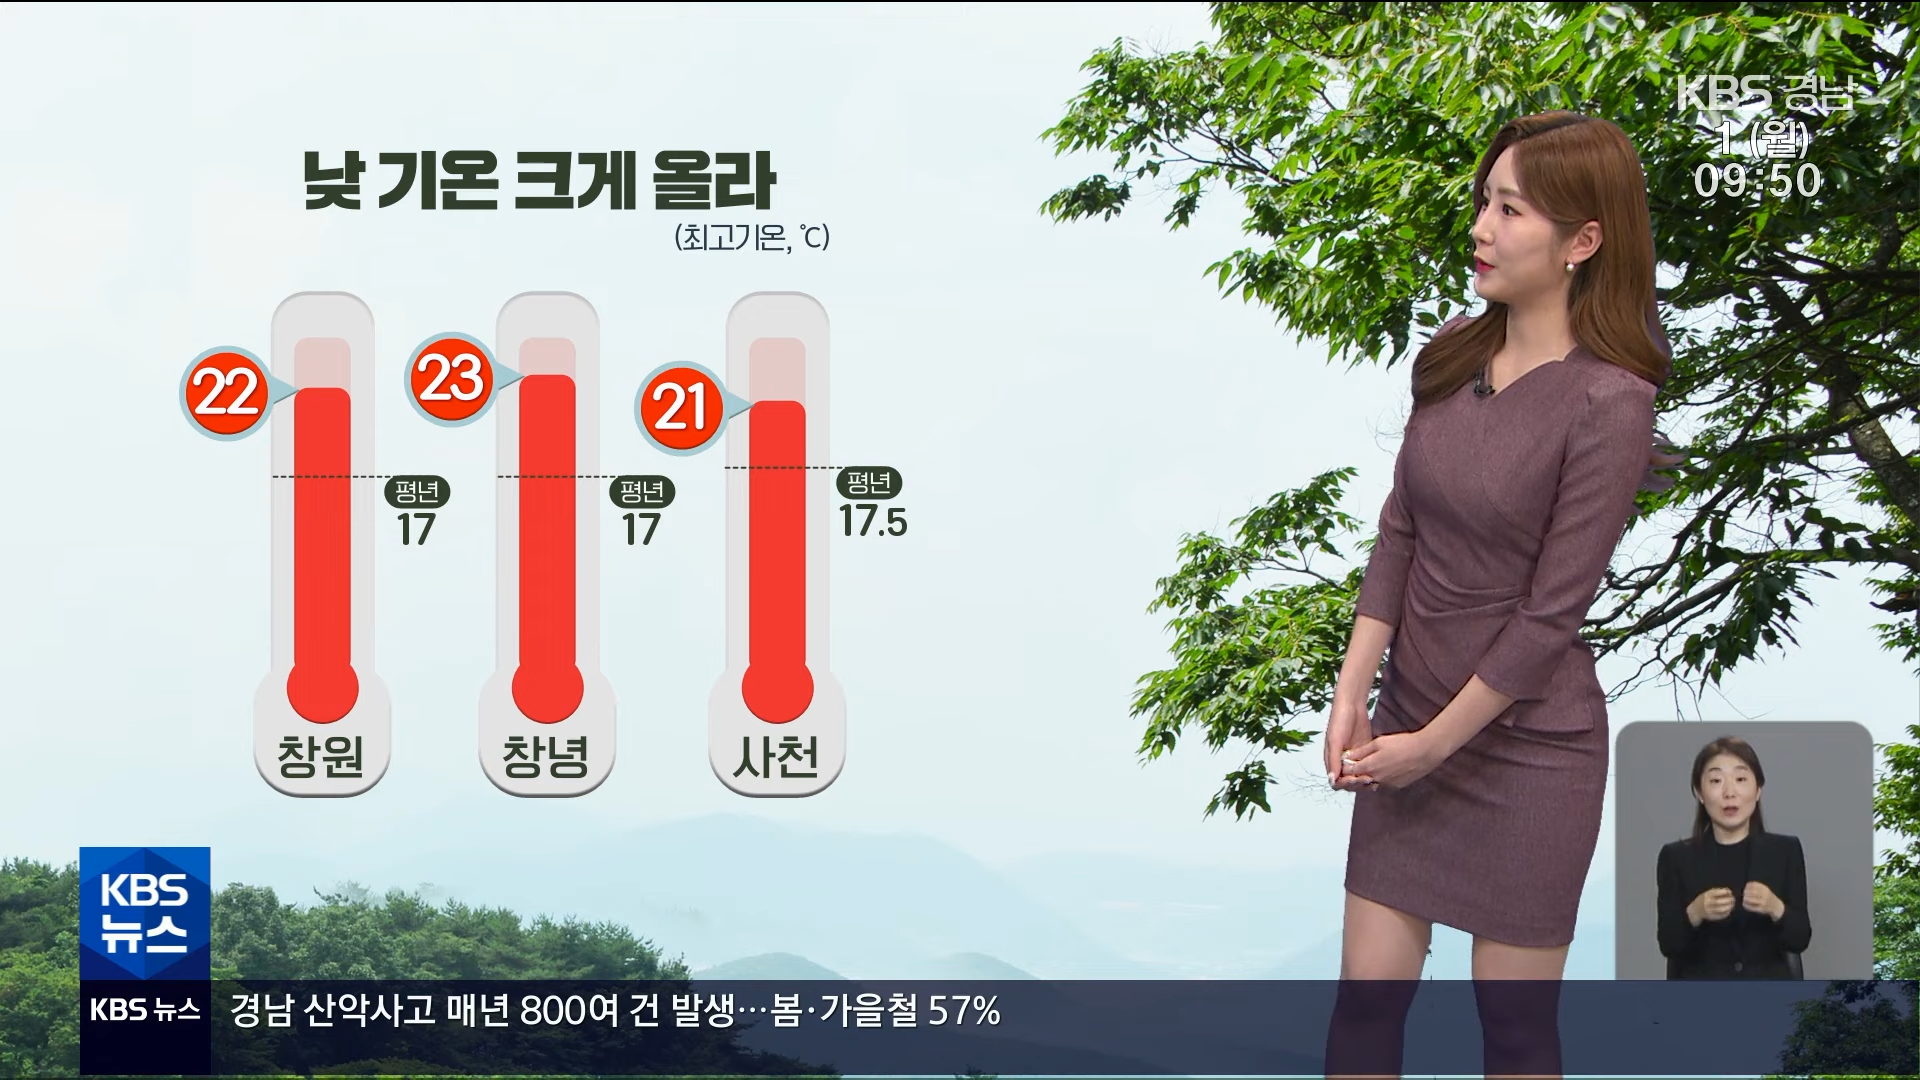 KBS 경남
1 (월)
09:50
낮 기온 크게 올라
(최고기온, ℃)
22
23
21
평년
17
평년
17
평년
17.5
창원
창녕
사천
KBS
뉴스
KBS 뉴스
경남 산악사고 매년 800여 건 발생…봄·가을철 57%